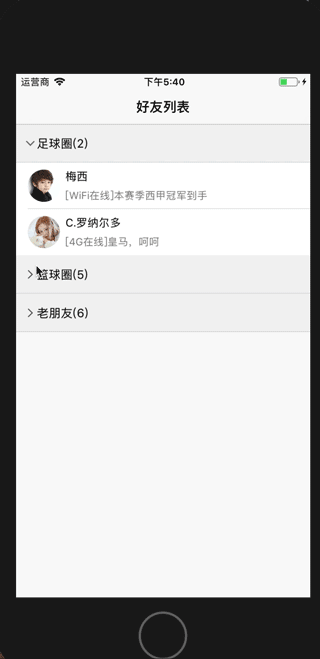 运营商 下午5:40
好友列表
足球圈(2)
梅西
[WiFi在线]本赛季西甲冠军到手
C.罗纳尔多
[4G在线]皇马，呵呵
篮球圈(5)
老朋友(6)